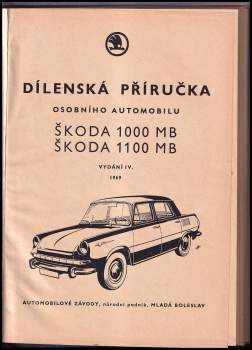 DÍLENSKÁ PŘÍRUČKA
OSOBNÍHO AUTOMOBILU
ŠKODA 1000 MB
ŠKODA 1100 MB
VYDÁNÍ IV.
1969
AUTOMOBILOVÉ ZÁVODY, národní podnik, MLADÁ BOLESLAV